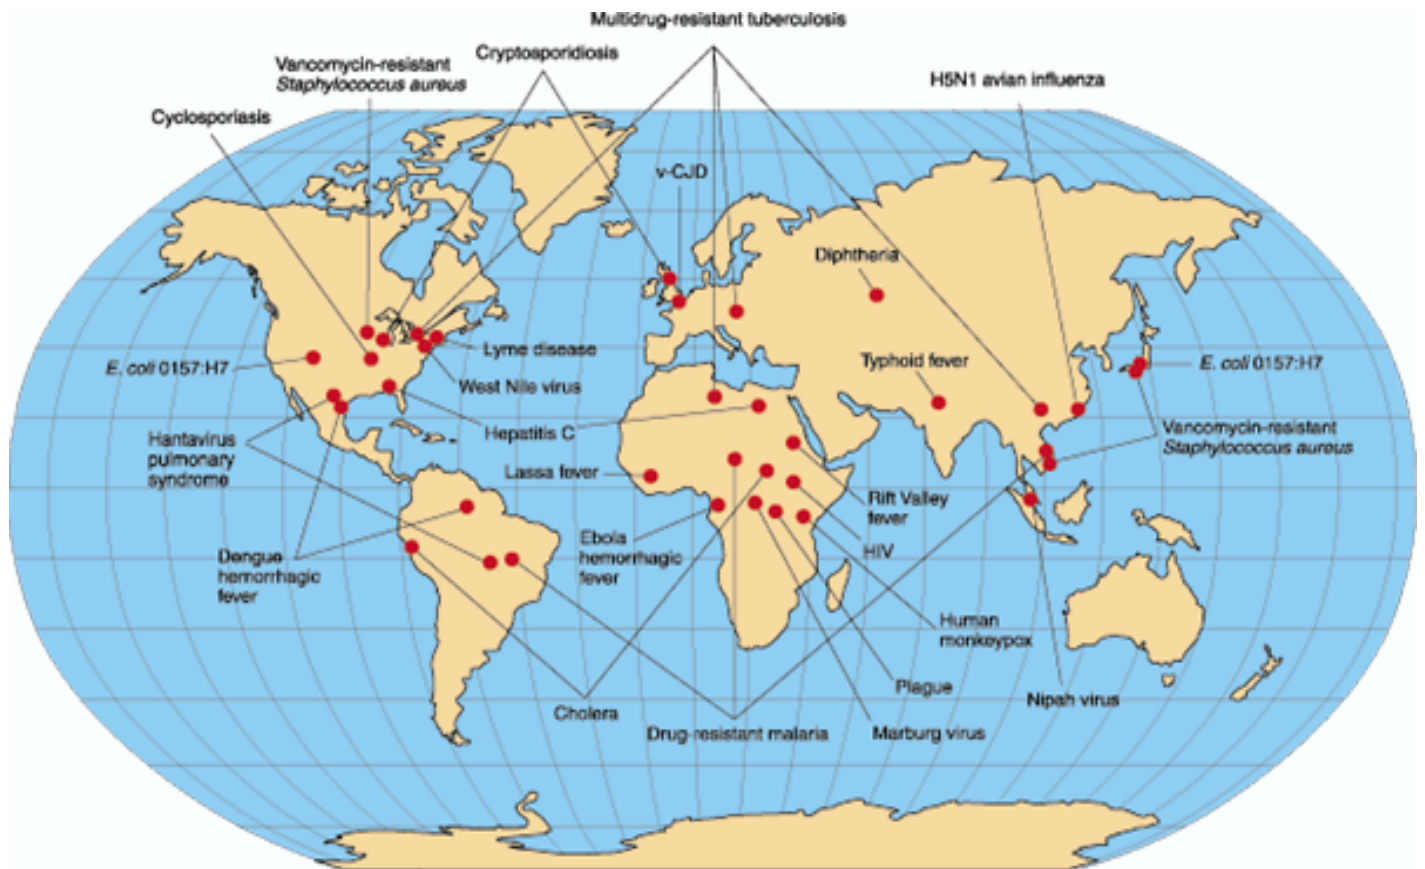 Multidrug-resistant tuberculosis
Cryptosporidiosis
Vancomycin-resistant
Staphylococcus aureus
H5N1 avian influenza
Cyclosporiasis
v-CJD
Diphtheria
Lyme disease
E. coli 0157:H7
West Nile virus
Typhoid fever
E. coli 0157:H7
Hantavirus
pulmonary
syndrome
Hepatitis C
Vancomycin-resistant
Staphylococcus aureus
Lassa fever
Rift Valley
fever
Dengue
hemorrhagic
fever
Ebola
hemorrhagic
fever
HIV
Human
monkeypox
Plague
Nipah virus
Cholera
Drug-resistant malaria
Marburg virus